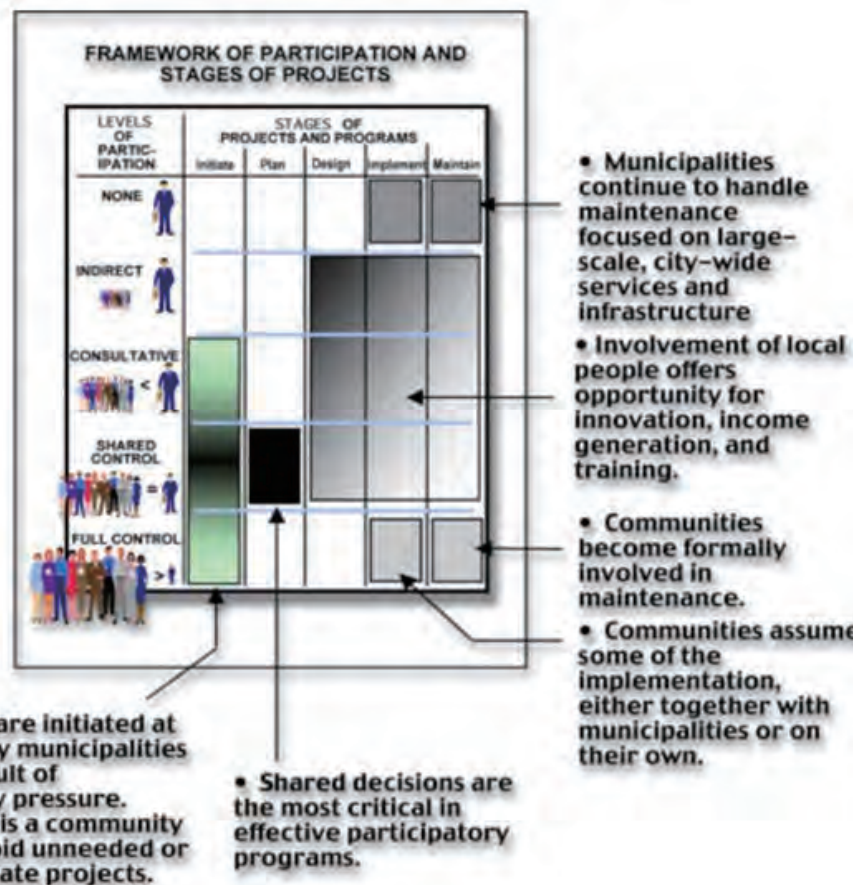 FRAMEWORK OF PARTICIPATION AND
STAGES OF PROJECTS
LEVELS
OF
PARTIC-
IPATION
STAGES OF
PROJECTS AND PROGRAMS
Initiate Plan Design Implement Maintain
NONE
INDIRECT
CONSULTATIVE
<
SHARED
CONTROL
=
FULL CONTROL
>
• Municipalities
continue to handle
maintenance
focused on large-
scale, city-wide
services and
infrastructure
• Involvement of local
people offers
opportunity for
innovation, income
generation, and
training.
• Communities
become formally
involved in
maintenance.
• Communities assume
some of the
implementation,
either together with
municipalities or on
their own.
are initiated at
y municipalities
ult of
y pressure.
is a community
oid unneeded or
ate projects.
• Shared decisions are
the most critical in
effective participatory
programs.